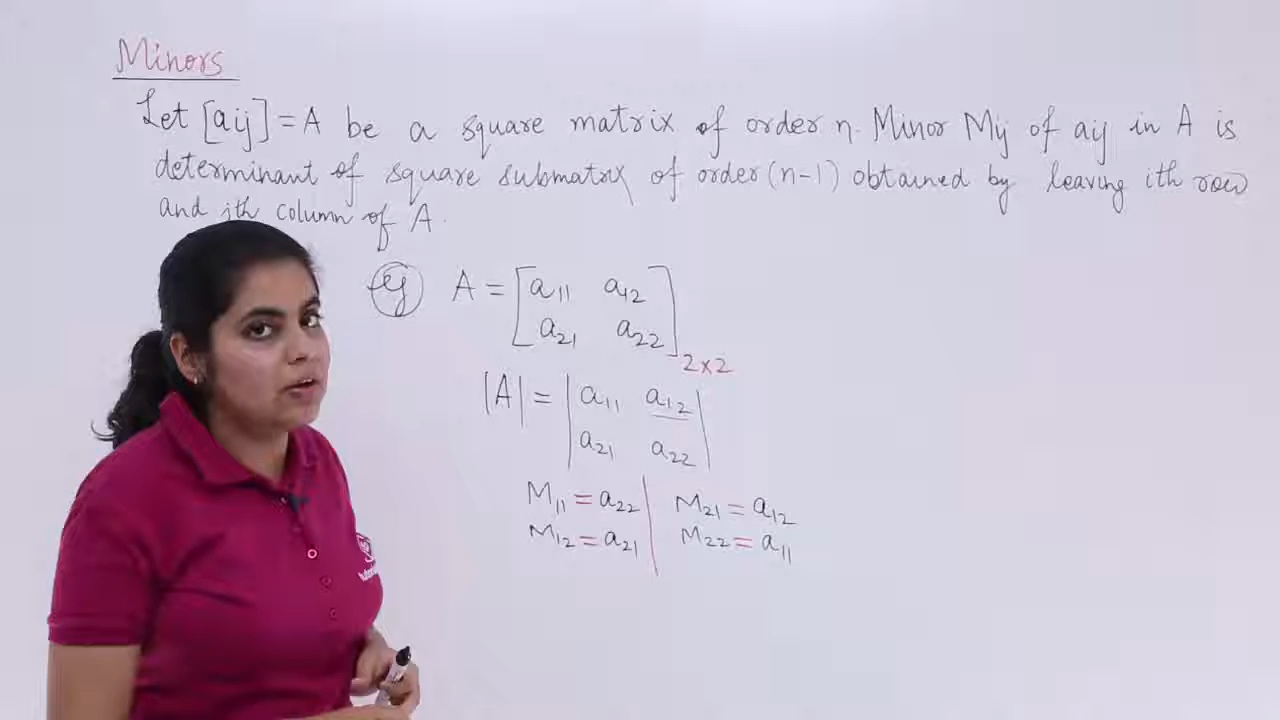 Minors
Let [aij] = A be a square matrix of order n. Minor Mij of aij in A is
determinant of square submatrix of order (n-1) obtained by leaving ith row
and jth column of A.
eg A = [a11 a12
a21 a22] 2×2
|A| = |a11 a12
a21 a22|
M11 = a22 | M21 = a12
M12 = a21 | M22 = a11